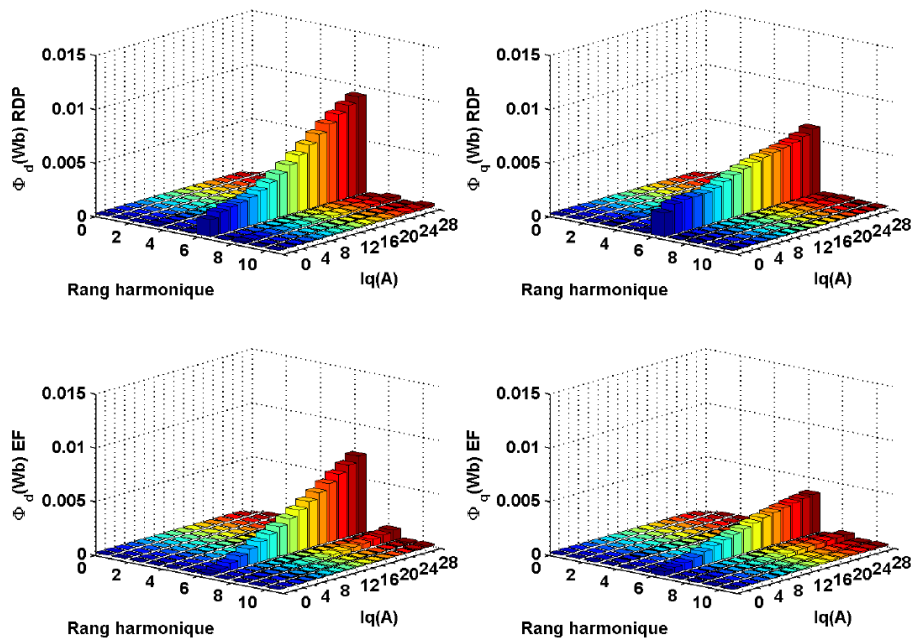 0.015
0.01
0.005
0
Φd(Wb) RDP
0 2 4 6 8 10
Rang harmonique
0 4 8 12 16 20 24 28
Iq(A)
0.015
0.01
0.005
0
Φq(Wb) RDP
0 2 4 6 8 10
Rang harmonique
0 4 8 12 16 20 24 28
Iq(A)
0.015
0.01
0.005
0
Φd(Wb) EF
0 2 4 6 8 10
Rang harmonique
0 4 8 12 16 20 24 28
Iq(A)
0.015
0.01
0.005
0
Φq(Wb) EF
0 2 4 6 8 10
Rang harmonique
0 4 8 12 16 20 24 28
Iq(A)